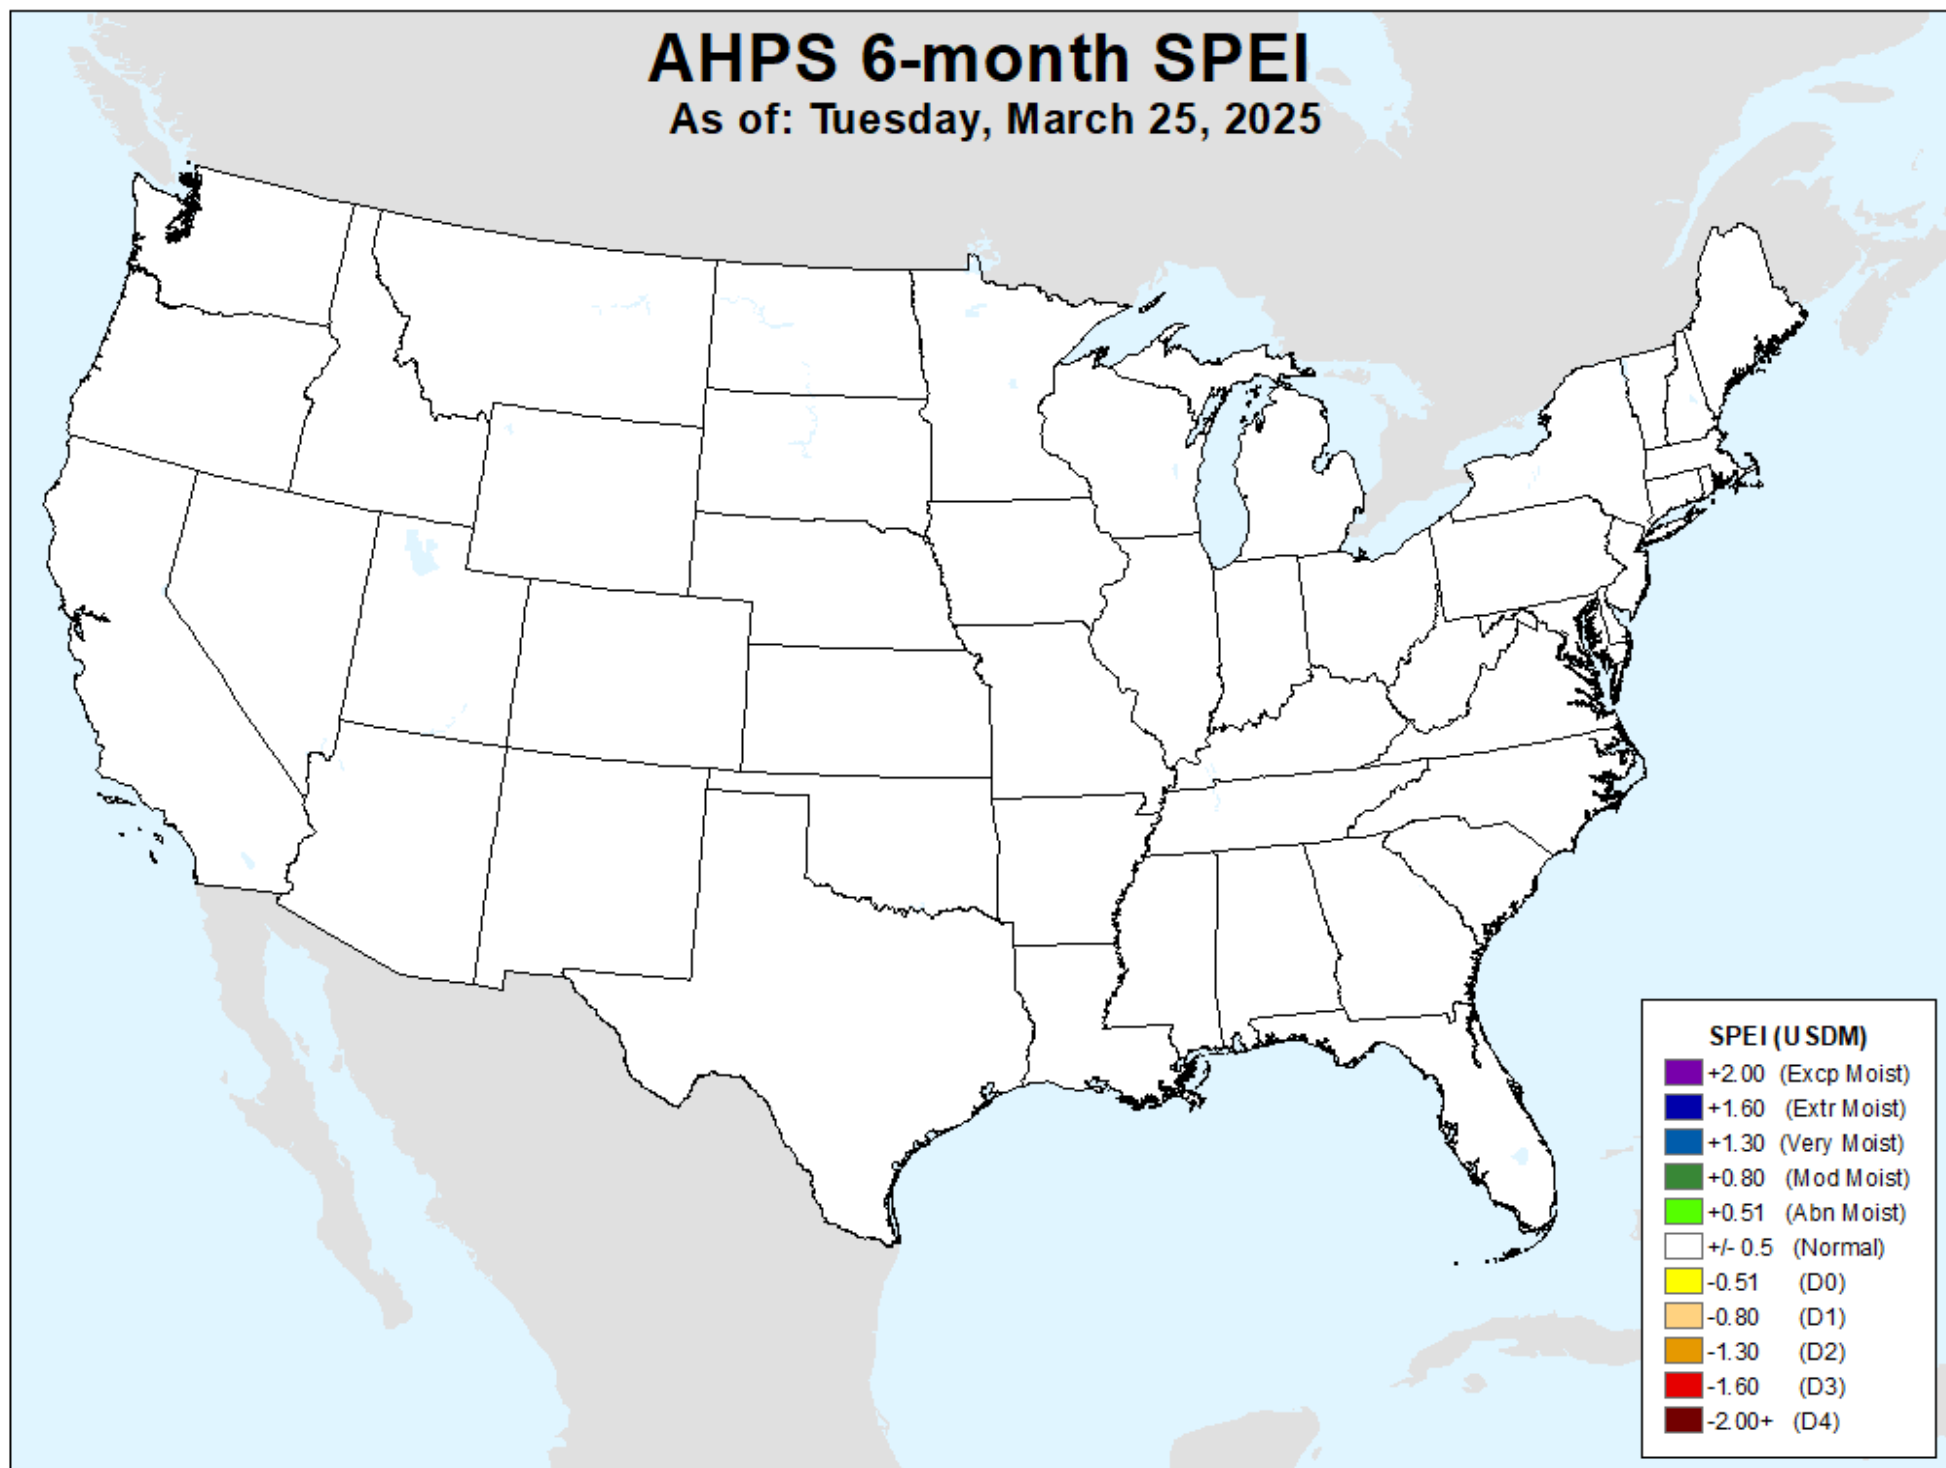 AHPS 6-month SPEI
As of: Tuesday, March 25, 2025
SPEI (USDM)
+2.00 (Excp Moist)
+1.60 (Extr Moist)
+1.30 (Very Moist)
+0.80 (Mod Moist)
+0.51 (Abn Moist)
+/- 0.5 (Normal)
-0.51 (D0)
-0.80 (D1)
-1.30 (D2)
-1.60 (D3)
-2.00+ (D4)